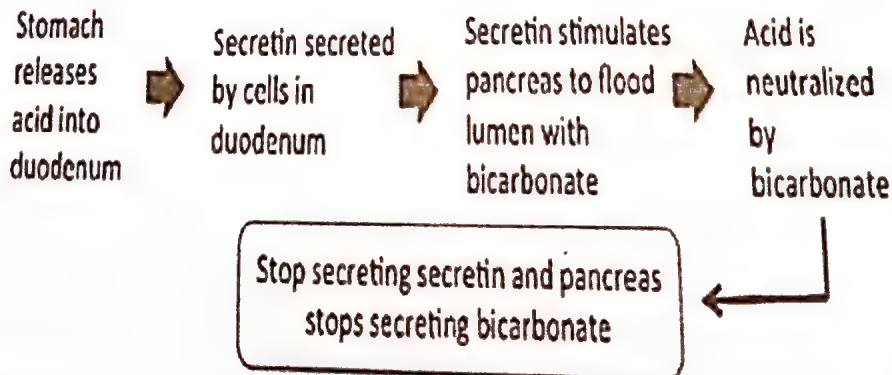 Stomach
releases
acid into
duodenum
Secretin secreted
by cells in
duodenum
Secretin stimulates
pancreas to flood
lumen with
bicarbonate
Acid is
neutralized
by
bicarbonate
Stop secreting secretin and pancreas
stops secreting bicarbonate